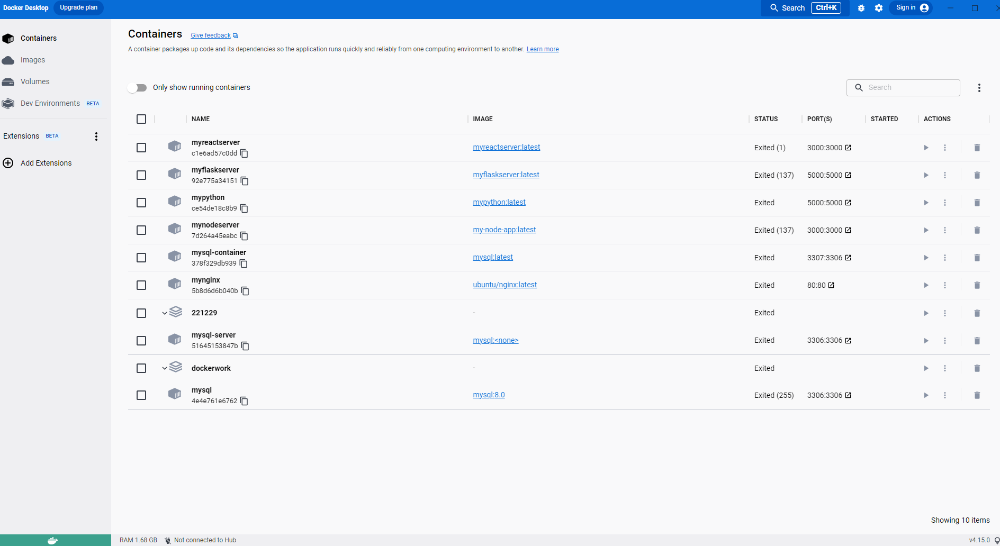 Docker Desktop Upgrade plan Search Ctrl+K Sign in
Containers
Images
Volumes
Dev Environments BETA
Extensions BETA
Add Extensions
Containers Give feedback
A container packages up code and its dependencies so the application runs quickly and reliably from one computing environment to another. Learn more
Only show running containers Search
NAME IMAGE STATUS PORT(S) STARTED ACTIONS
myreactserver
c1e6ad57c0dd myreactserver:latest Exited (1) 3000:3000
myflaskserver
92e775a34151 myflaskserver:latest Exited (137) 5000:5000
mypython
ce54de18c8b9 mypython:latest Exited 5000:5000
mynodeserver
7d264a45eabc my-node-app:latest Exited (137) 3000:3000
mysql-container
378f329db939 mysql:latest Exited 3307:3306
mynginx
5b8d6d6b040b ubuntu/nginx:latest Exited 80:80
221229 - Exited
mysql-server
51645153847b mysql:<none> Exited 3306:3306
dockerwork - Exited
mysql
4e4e761e6762 mysql:8.0 Exited (255) 3306:3306
Showing 10 items
RAM 1.68 GB Not connected to Hub v4.15.0